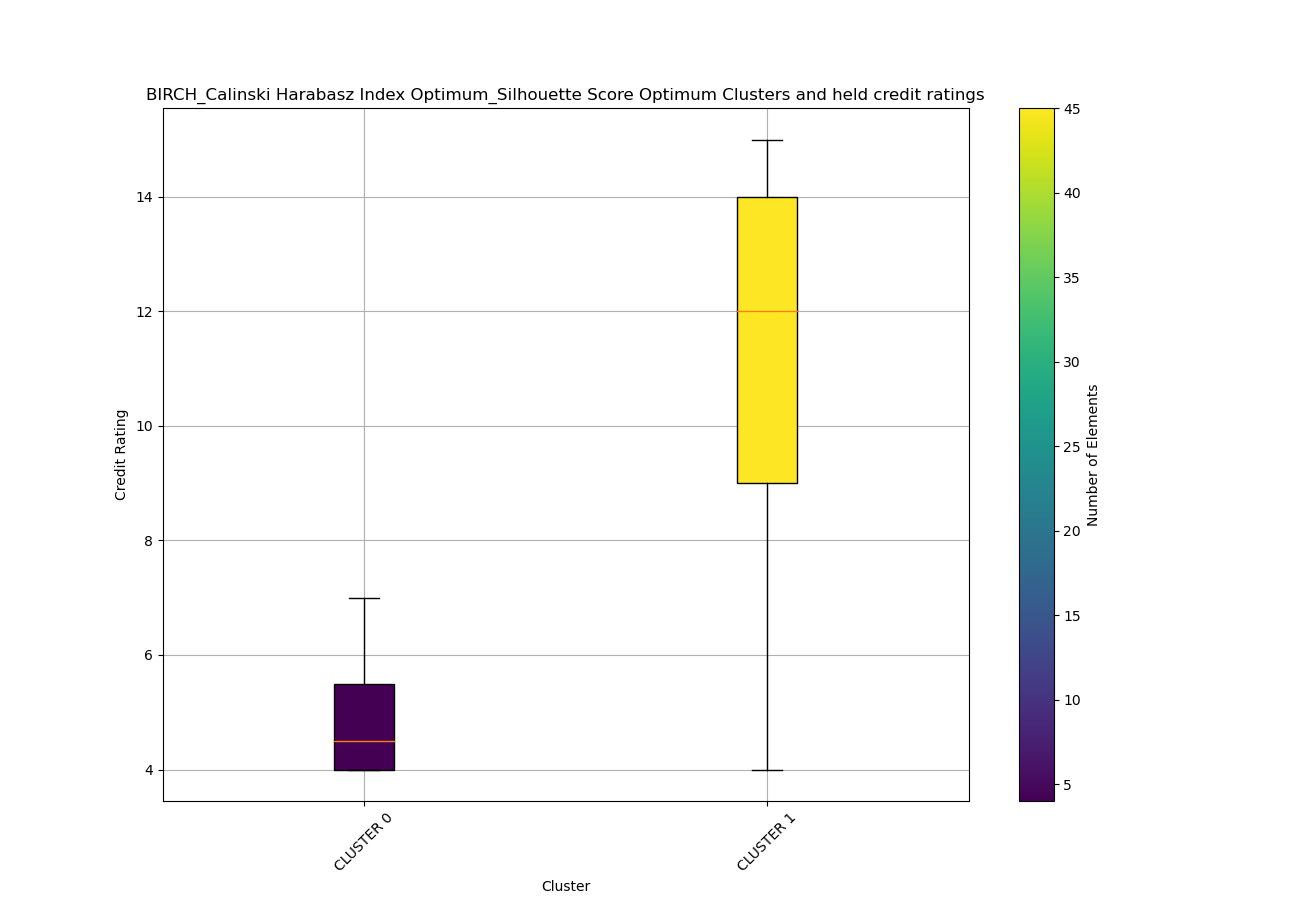 BIRCH_Calinski Harabasz Index Optimum_Silhouette Score Optimum Clusters and held credit ratings
Credit Rating
14
12
10
8
6
4
CLUSTER 0
CLUSTER 1
Cluster
45
40
35
30
25
20
15
10
5
Number of Elements